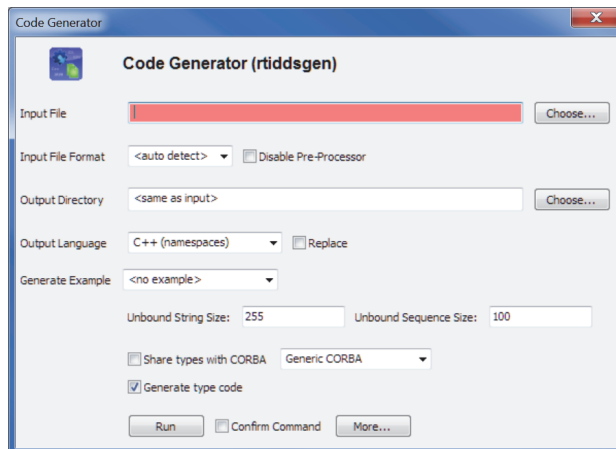 Code Generator
Code Generator (rtiddsgen)
Input File Choose...
Input File Format <auto detect> Disable Pre-Processor
Output Directory <same as input> Choose...
Output Language C++ (namespaces) Replace
Generate Example <no example>
Unbound String Size: 255 Unbound Sequence Size: 100
Share types with CORBA Generic CORBA
Generate type code
Run Confirm Command More...